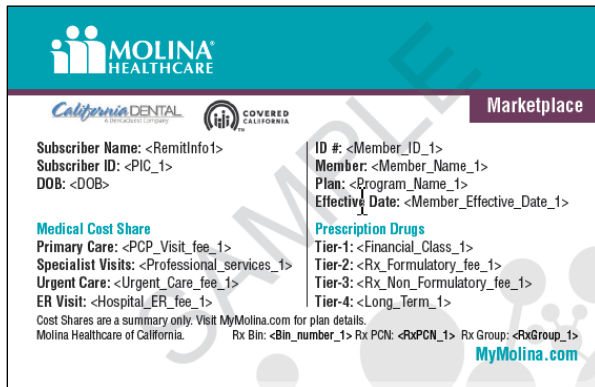 MOLINA®
HEALTHCARE
California DENTAL
A DentaQuest Company
COVERED
CALIFORNIA
TM
Marketplace
Subscriber Name: <RemitInfo1>
Subscriber ID: <PIC_1>
DOB: <DOB>
ID #: <Member_ID_1>
Member: <Member_Name_1>
Plan: <Program_Name_1>
Effective Date: <Member_Effective_Date_1>
Medical Cost Share
Primary Care: <PCP_Visit_fee_1>
Specialist Visits: <Professional_services_1>
Urgent Care: <Urgent_Care_fee_1>
ER Visit: <Hospital_ER_fee_1>
Prescription Drugs
Tier-1: <Financial_Class_1>
Tier-2: <Rx_Formulatory_fee_1>
Tier-3: <Rx_Non_Formulatory_fee_1>
Tier-4: <Long_Term_1>
Cost Shares are a summary only. Visit MyMolina.com for plan details.
Molina Healthcare of California. Rx Bin: <Bin_number_1> Rx PCN: <RxPCN_1> Rx Group: <RxGroup_1>
MyMolina.com
SAMPLE